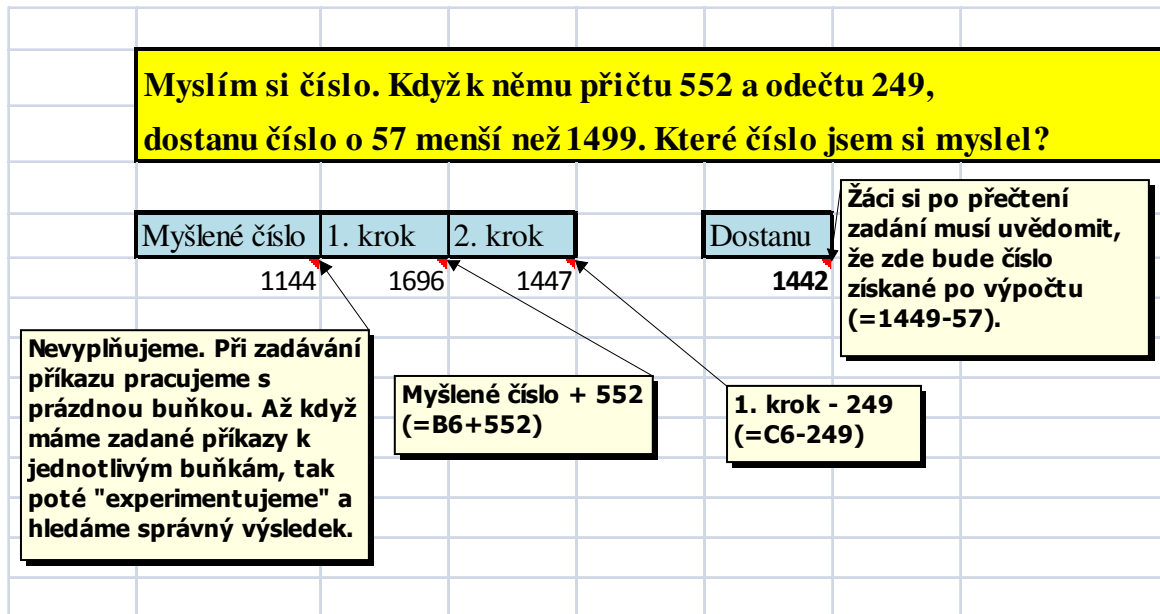 Myslím si číslo. Když k němu přičtu 552 a odečtu 249,
dostanu číslo o 57 menší než 1499. Které číslo jsem si myslel?
Myšlené číslo 1. krok 2. krok Dostanu
1144 1696 1447 1442
Žáci si po přečtení
zadání musí uvědomit,
že zde bude číslo
získané po výpočtu
(=1449-57).
Nevyplňujeme. Při zadávání
příkazu pracujeme s
prázdnou buňkou. Až když
máme zadané příkazy k
jednotlivým buňkám, tak
poté "experimentujeme" a
hledáme správný výsledek.
Myšlené číslo + 552
(=B6+552)
1. krok - 249
(=C6-249)